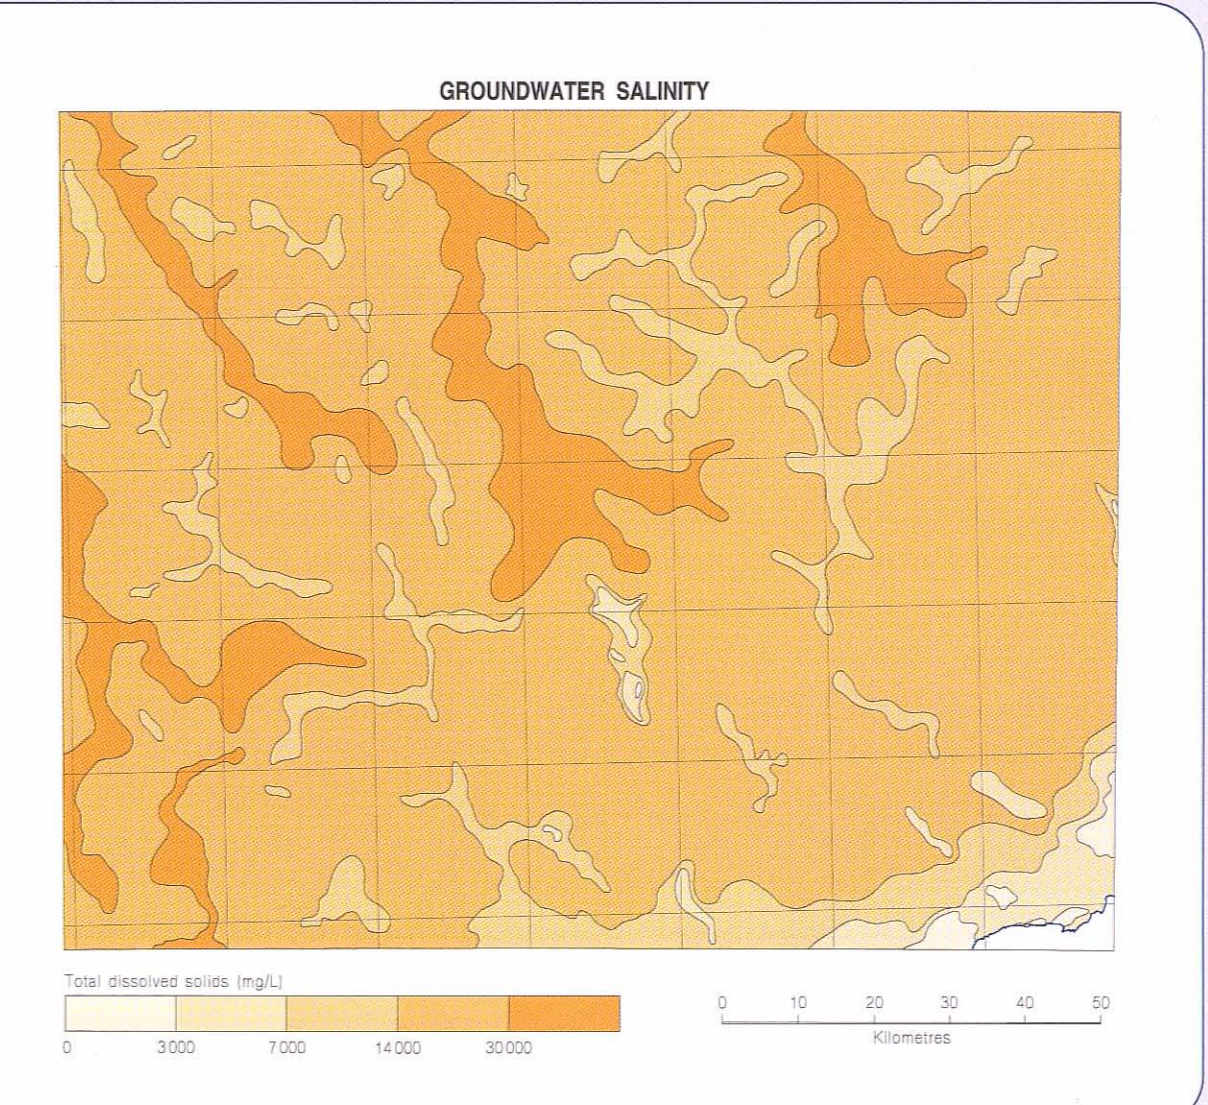 GROUNDWATER SALINITY
Total dissolved solids (mg/L)
0 3000 7000 14000 30000
0 10 20 30 40 50
Kilometres